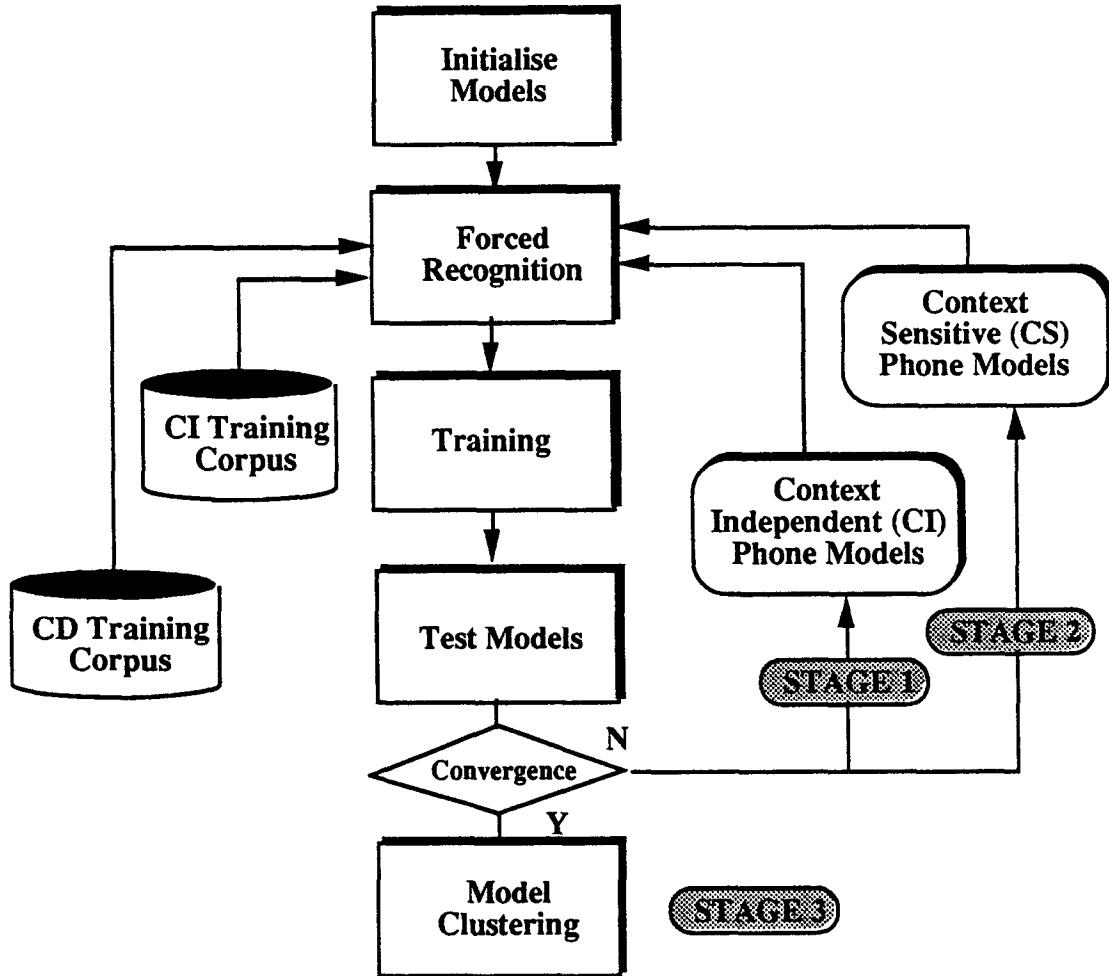 Initialise
Models
Forced
Recognition
Context
Sensitive (CS)
Phone Models
CI Training
Corpus
Training
Context
Independent (CI)
Phone Models
CD Training
Corpus
Test Models
STAGE 2
STAGE 1
N
Convergence
Y
Model
Clustering
STAGE 3